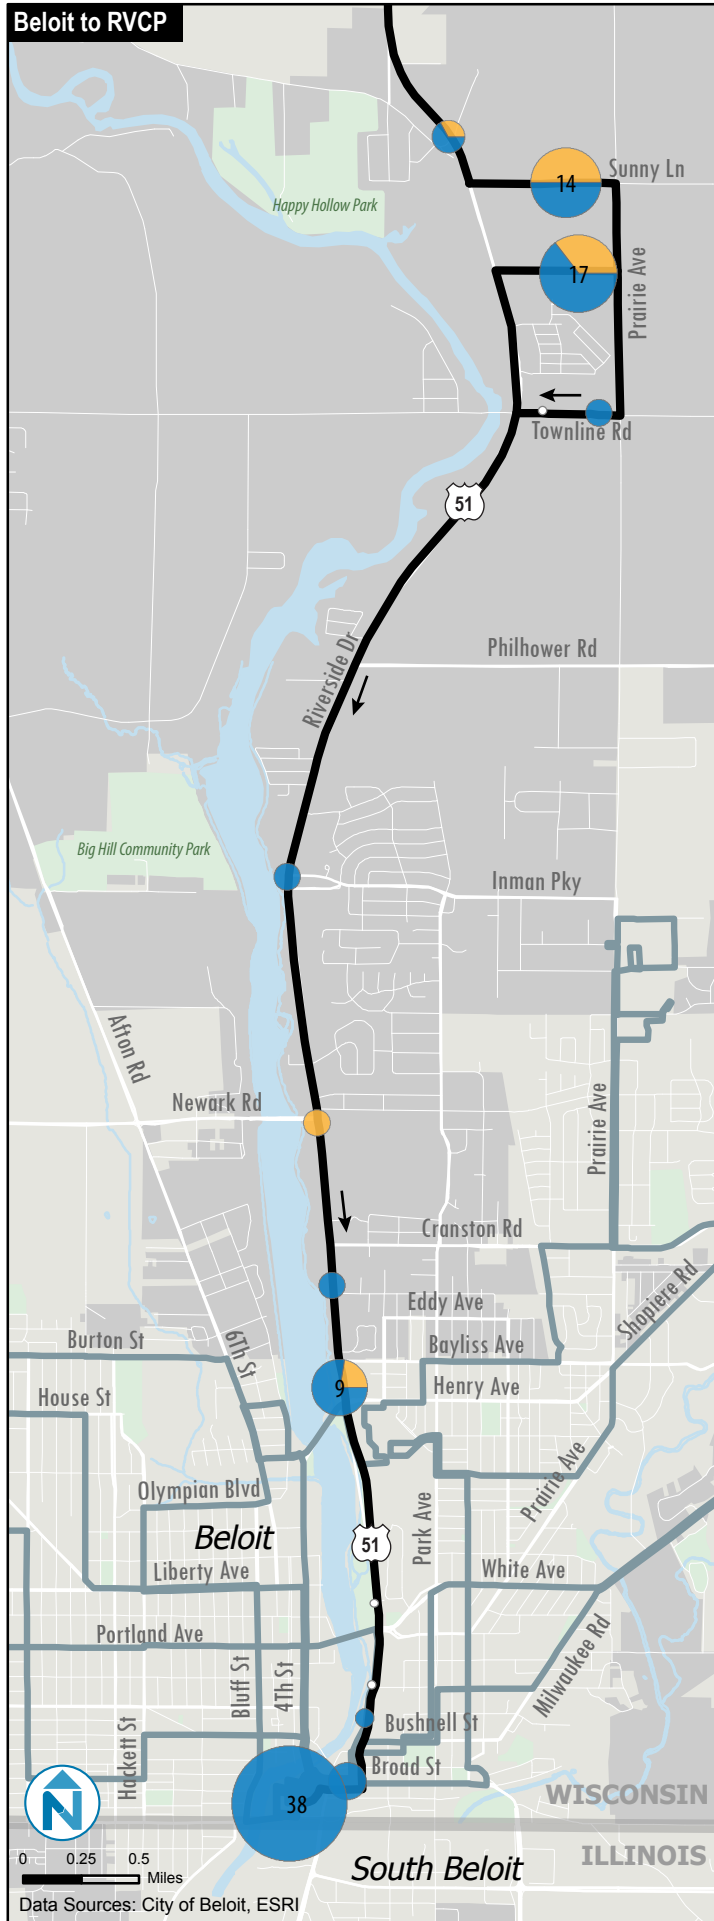 Beloit to RVCP
Sunny Ln
14
Happy Hollow Park
17
Prairie Ave
Townline Rd
51
Philhower Rd
Riverside Dr
Big Hill Community Park
Inman Pky
Afton Rd
Newark Rd
Prairie Ave
Cranston Rd
Shopiere Rd
Eddy Ave
Burton St
6Th St
Bayliss Ave
House St
9
Henry Ave
Olympian Blvd
Prairie Ave
Beloit
51
Park Ave
Liberty Ave
White Ave
Portland Ave
Milwaukee Rd
Bluff St
4Th St
Bushnell St
Hackett St
Broad St
N
38
WISCONSIN
ILLINOIS
0 0.25 0.5
Miles
South Beloit
Data Sources: City of Beloit, ESRI